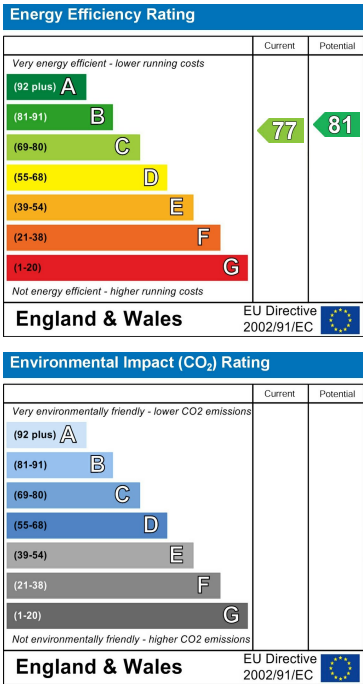 Energy Efficiency Rating
Current Potential
Very energy efficient - lower running costs
(92 plus) A
(81-91) B
(69-80) C
(55-68) D
(39-54) E
(21-38) F
(1-20) G
77
81
Not energy efficient - higher running costs
England & Wales
EU Directive
2002/91/EC
Environmental Impact (CO₂) Rating
Current Potential
Very environmentally friendly - lower CO2 emissions
(92 plus) A
(81-91) B
(69-80) C
(55-68) D
(39-54) E
(21-38) F
(1-20) G
Not environmentally friendly - higher CO2 emissions
England & Wales
EU Directive
2002/91/EC